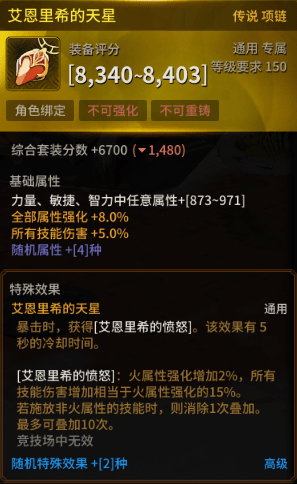 艾恩里希的天星 传说 项链
装备评分 通用 专属
[8,340~8,403] 等级要求 150
角色绑定 不可强化 不可重铸
综合套装分数 +6700 (▼1,480)
基础属性
力量、敏捷、智力中任意属性+[873~971]
全部属性强化 +8.0%
所有技能伤害 +5.0%
随机属性 +[4]种
特殊效果
艾恩里希的天星 通用
暴击时，获得[艾恩里希的愤怒]。该效果有 5
秒的冷却时间。
[艾恩里希的愤怒]：火属性强化增加2%，所有
技能伤害增加相当于火属性强化的15%。
若施放非火属性的技能时，则消除1次叠加。
最多可叠加10次。
竞技场中无效
随机特殊效果 +[2]种 高级